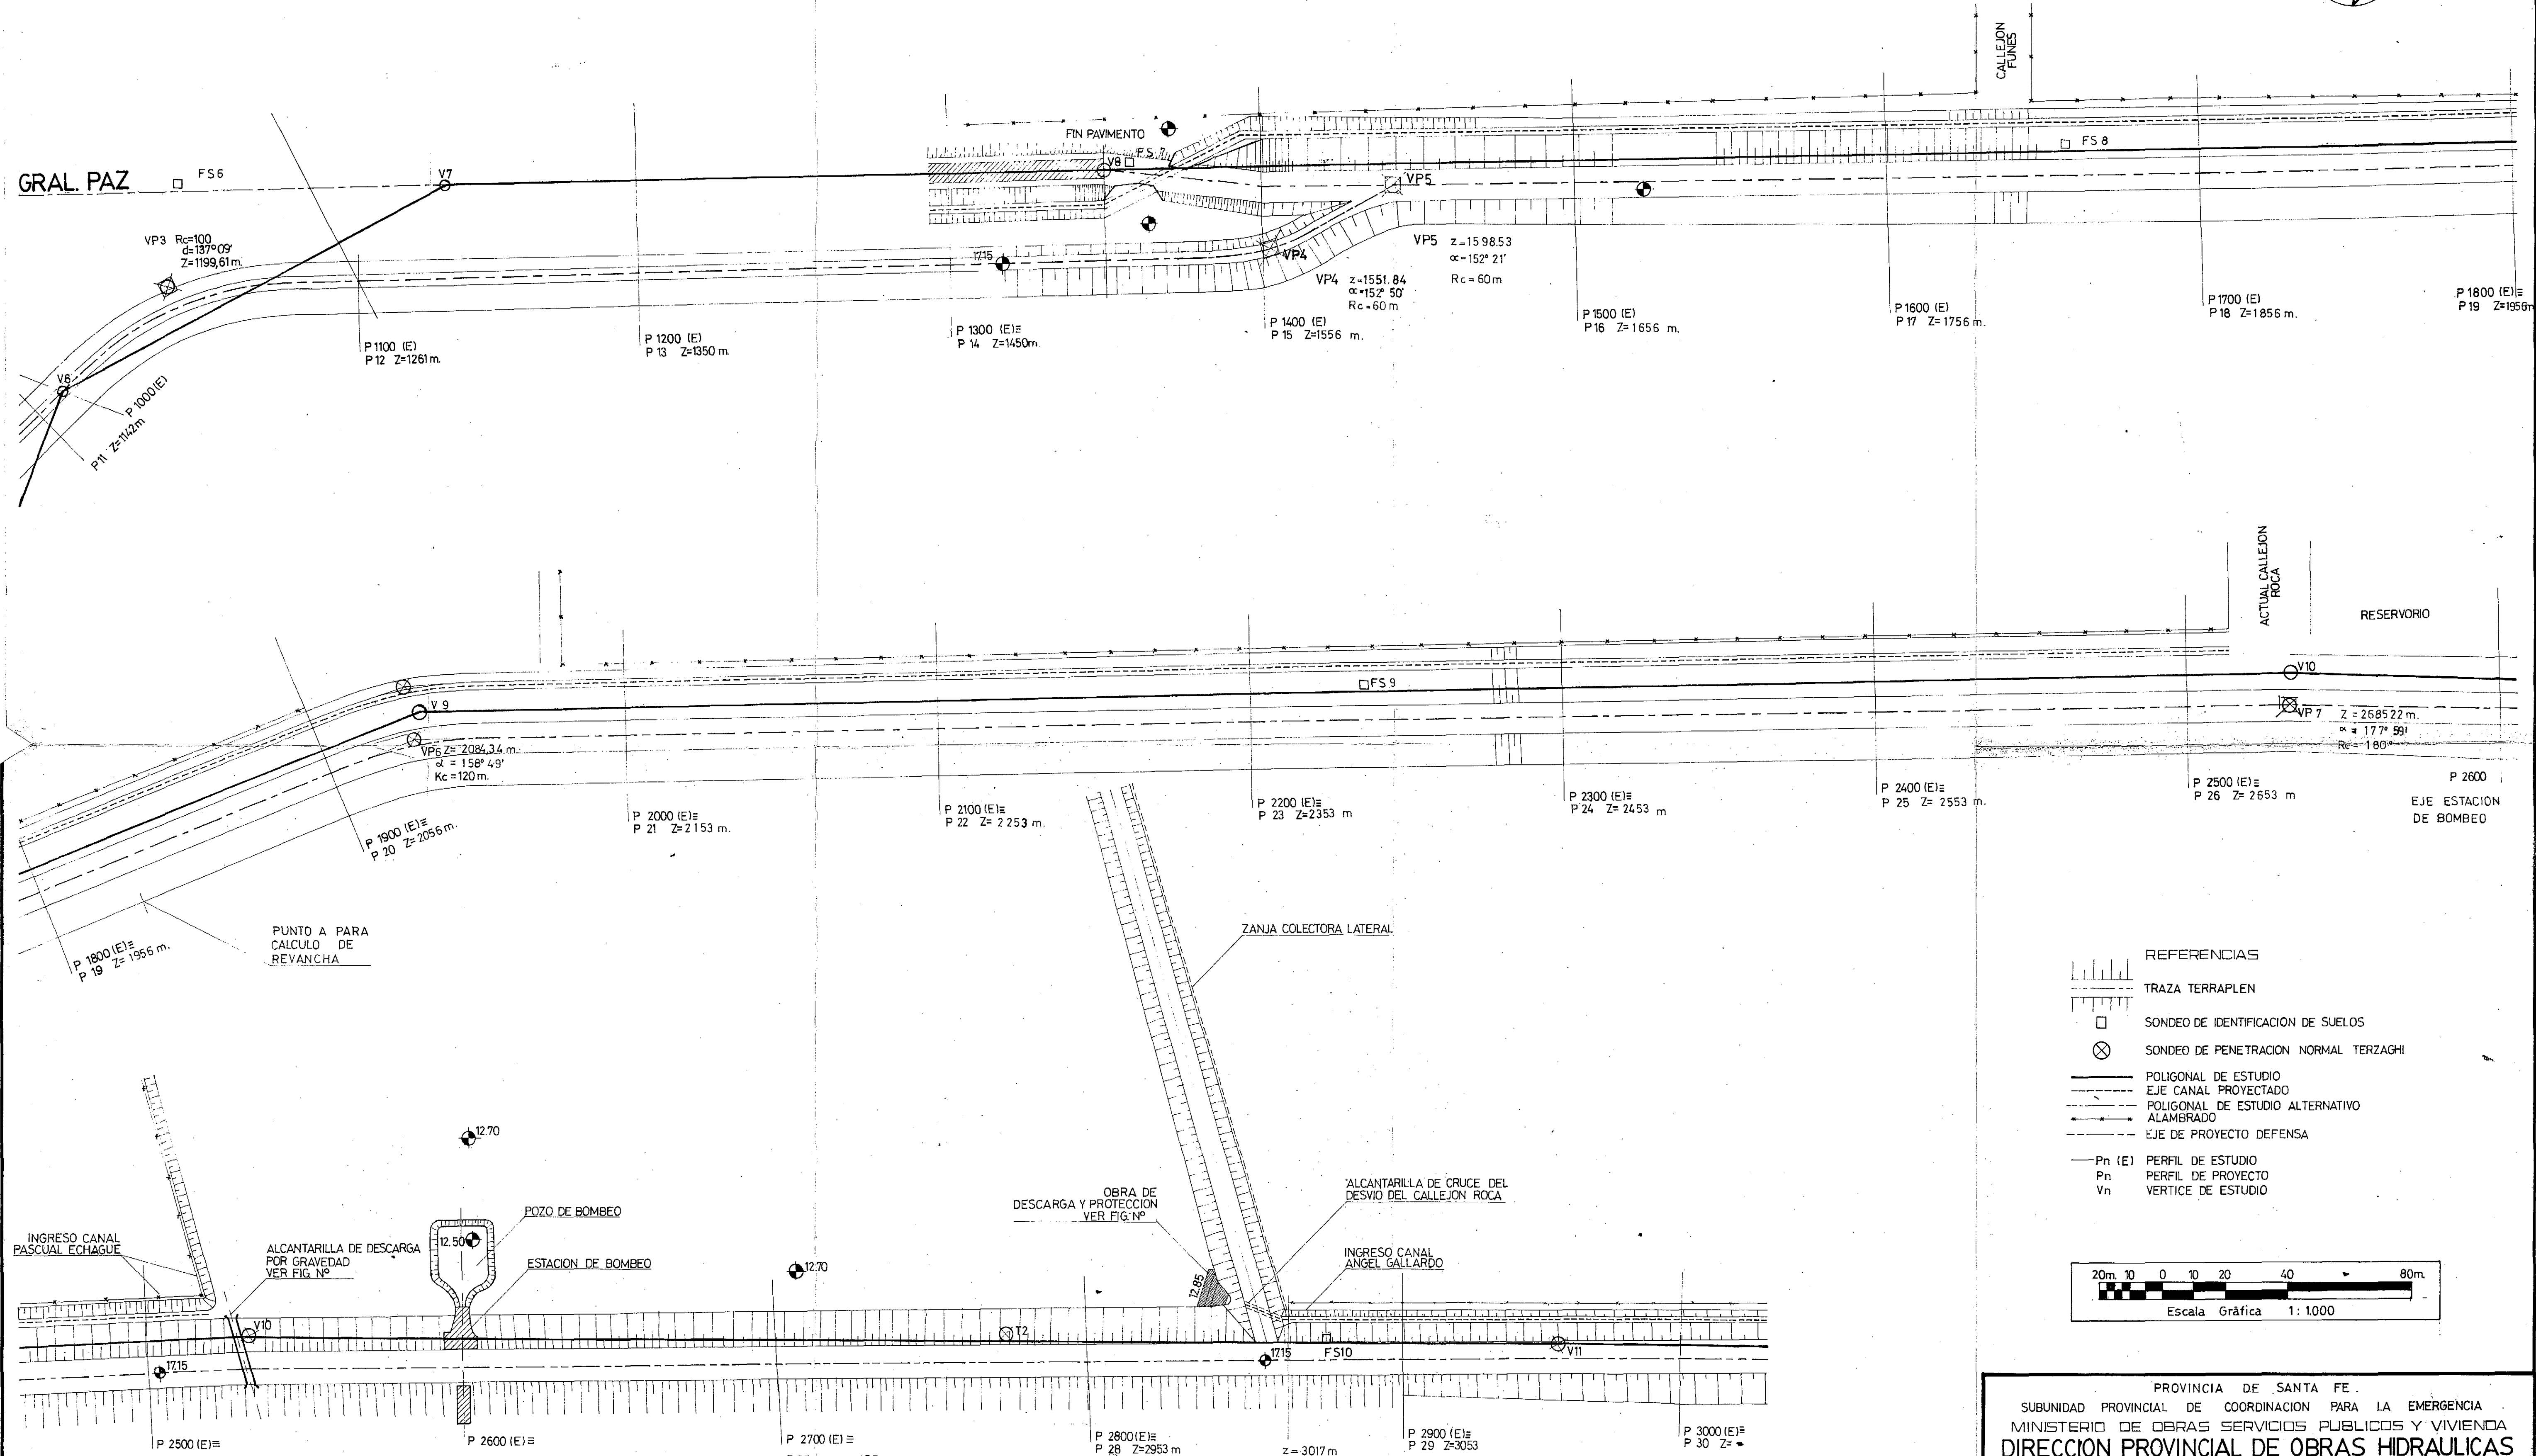 CALLEJON
FUNES
FIN PAVIMENTO
GRAL. PAZ
FS6
V7
V8
FS 7
FS 8
VP5
VP3 Rc=100
d=137°09'
Z=1199,61 m.
17.15
VP4
VP5 z=1598.53
α=152° 21'
Rc=60m
VP4 z=1551.84
α=152° 50'
Rc=60m
V6
P 1000(E)
P11 Z=1142m
P 1100 (E)
P 12 Z=1261 m.
P 1200 (E)
P 13 Z=1350 m.
P 1300 (E)≡
P 14 Z=1450m.
P 1400 (E)
P 15 Z=1556 m.
P 1500 (E)
P16 Z=1656 m.
P 1600 (E)
P 17 Z=1756 m.
P 1700 (E)
P 18 Z=1856 m.
P 1800 (E)≡
P 19 Z=1956m
ACTUAL CALLEJON
ROCA
RESERVORIO
V10
FS 9
V 9
VP6 Z= 2084,34 m.
α = 158° 49'
Kc =120 m.
VP 7 Z = 268522 m.
α = 177° 59'
Rc= 180°
P 1800 (E)≡
P 19 Z= 1956 m.
P 1900 (E)≡
P 20 Z=2056 m.
P 2000 (E)≡
P 21 Z=2153 m.
P 2100 (E)≡
P 22 Z= 2253 m.
P 2200 (E)≡
P 23 Z=2353 m
P 2300 (E)≡
P 24 Z=2453 m
P 2400 (E)≡
P 25 Z= 2553 m.
P 2500 (E)≡
P 26 Z= 2653 m
P 2600
EJE ESTACION
DE BOMBEO
PUNTO A PARA
CALCULO DE
REVANCHA
ZANJA COLECTORA LATERAL
REFERENCIAS
TRAZA TERRAPLEN
SONDEO DE IDENTIFICACION DE SUELOS
SONDEO DE PENETRACION NORMAL TERZAGHI
POLIGONAL DE ESTUDIO
EJE CANAL PROYECTADO
POLIGONAL DE ESTUDIO ALTERNATIVO
ALAMBRADO
EJE DE PROYECTO DEFENSA
Pn (E) PERFIL DE ESTUDIO
Pn PERFIL DE PROYECTO
Vn VERTICE DE ESTUDIO
12.70
INGRESO CANAL
PASCUAL ECHAGUE
ALCANTARILLA DE DESCARGA
POR GRAVEDAD
VER FIG. Nº
POZO DE BOMBEO
12.50
ESTACION DE BOMBEO
12.70
OBRA DE
DESCARGA Y PROTECCION
VER FIG. Nº
ALCANTARILLA DE CRUCE DEL
DESVIO DEL CALLEJON ROCA
INGRESO CANAL
ANGEL GALLARDO
12.85
V10
T2
17.15
17.15
FS10
V11
P 2500 (E)≡
P 2600 (E)≡
P 2700 (E) ≡
P 2800(E)≡
P 28 Z=2953 m
z= 3017 m
P 2900 (E)≡
P 29 Z=3053
P 3000(E)≡
P 30 Z=
20m. 10 0 10 20 40 80m.
Escala Gráfica 1: 1.000
PROVINCIA DE SANTA FE
SUBUNIDAD PROVINCIAL DE COORDINACION PARA LA EMERGENCIA
MINISTERIO DE OBRAS SERVICIOS PUBLICOS Y VIVIENDA
DIRECCION PROVINCIAL DE OBRAS HIDRAULICAS